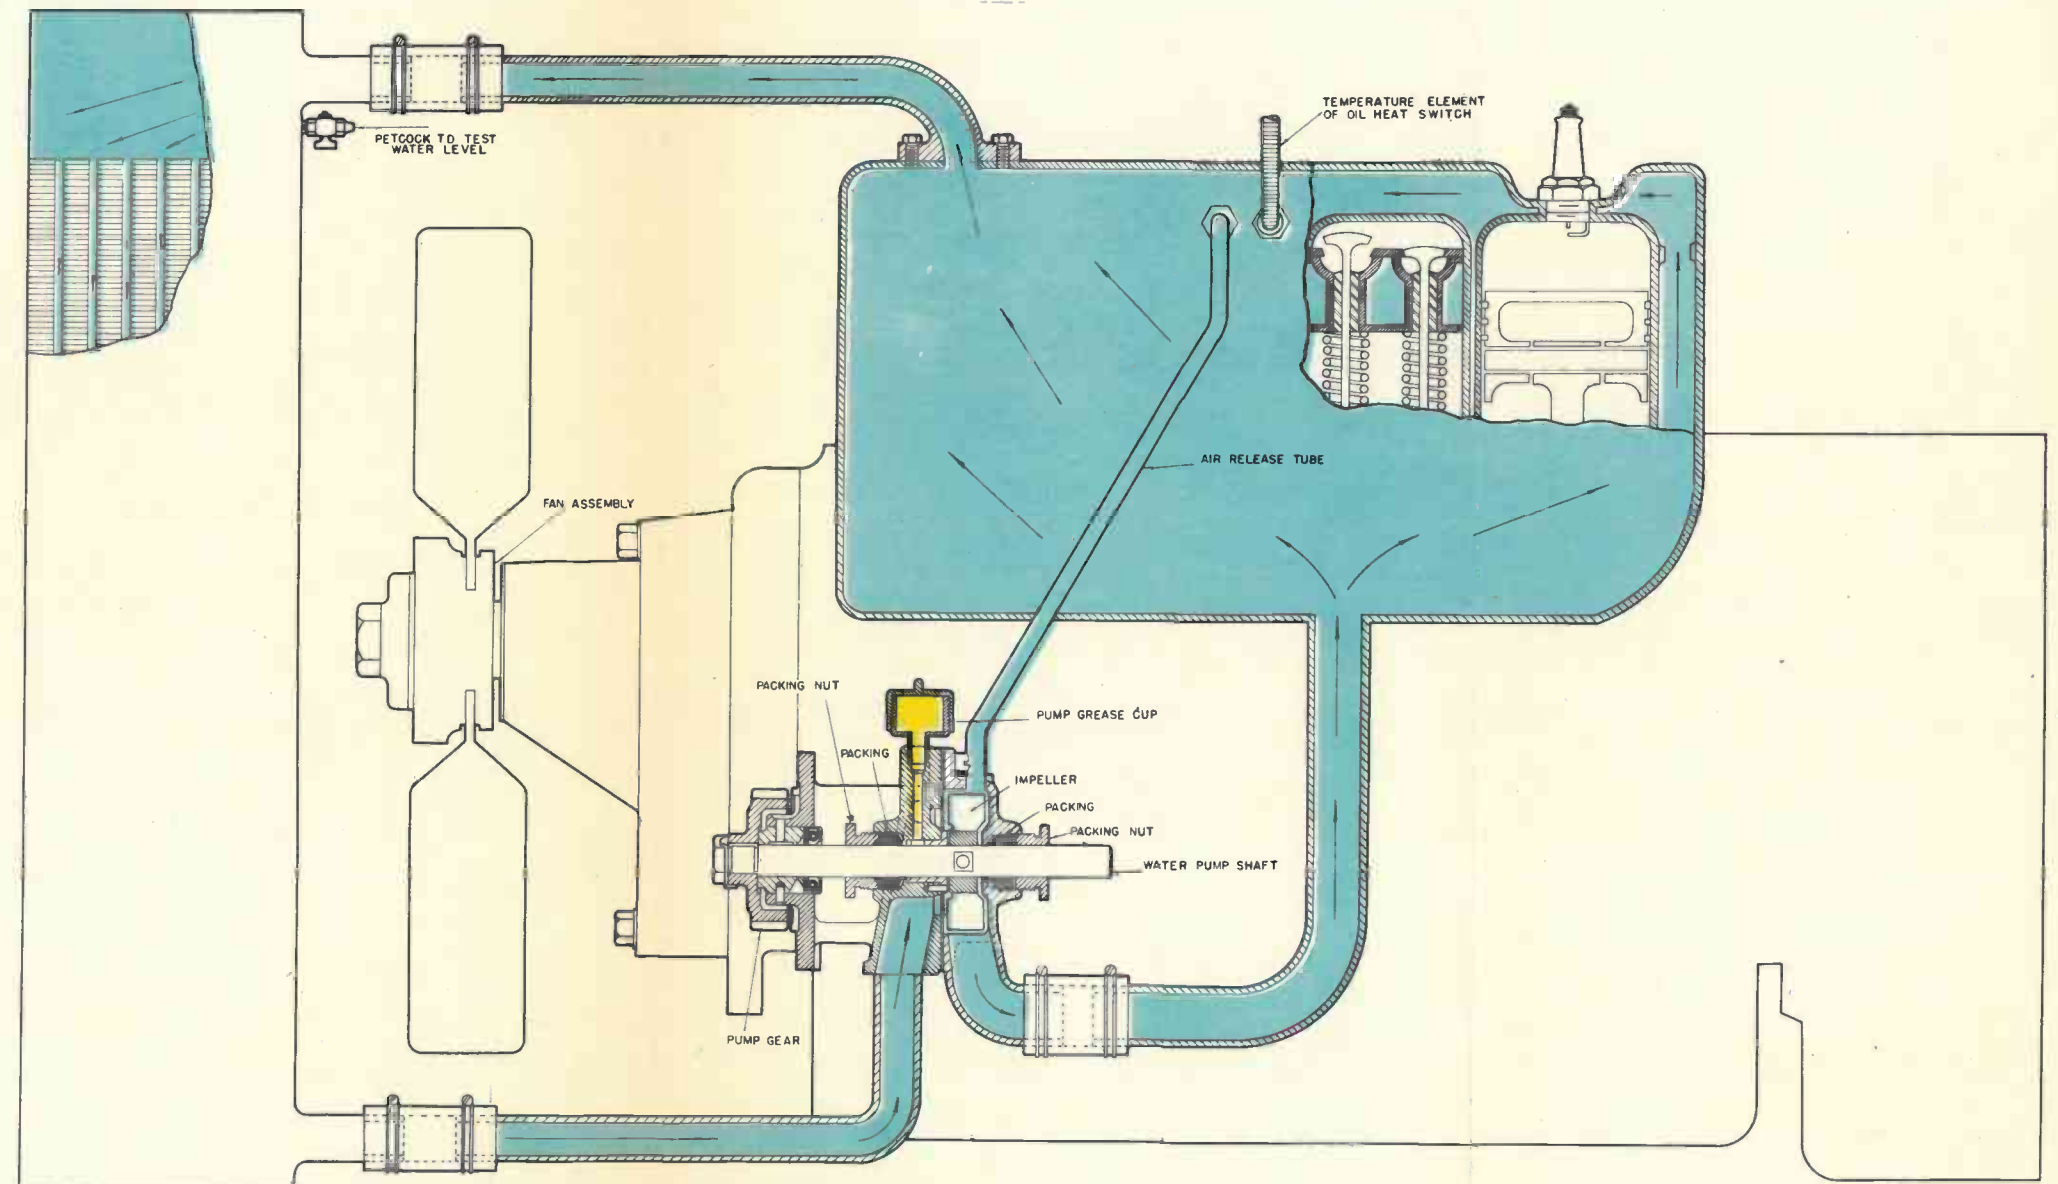 TEMPERATURE ELEMENT
OF OIL HEAT SWITCH
PETCOCK TO TEST
WATER LEVEL
AIR RELEASE TUBE
FAN ASSEMBLY
PACKING NUT
PUMP GREASE CUP
PACKING
IMPELLER
PACKING
PACKING NUT
WATER PUMP SHAFT
PUMP GEAR